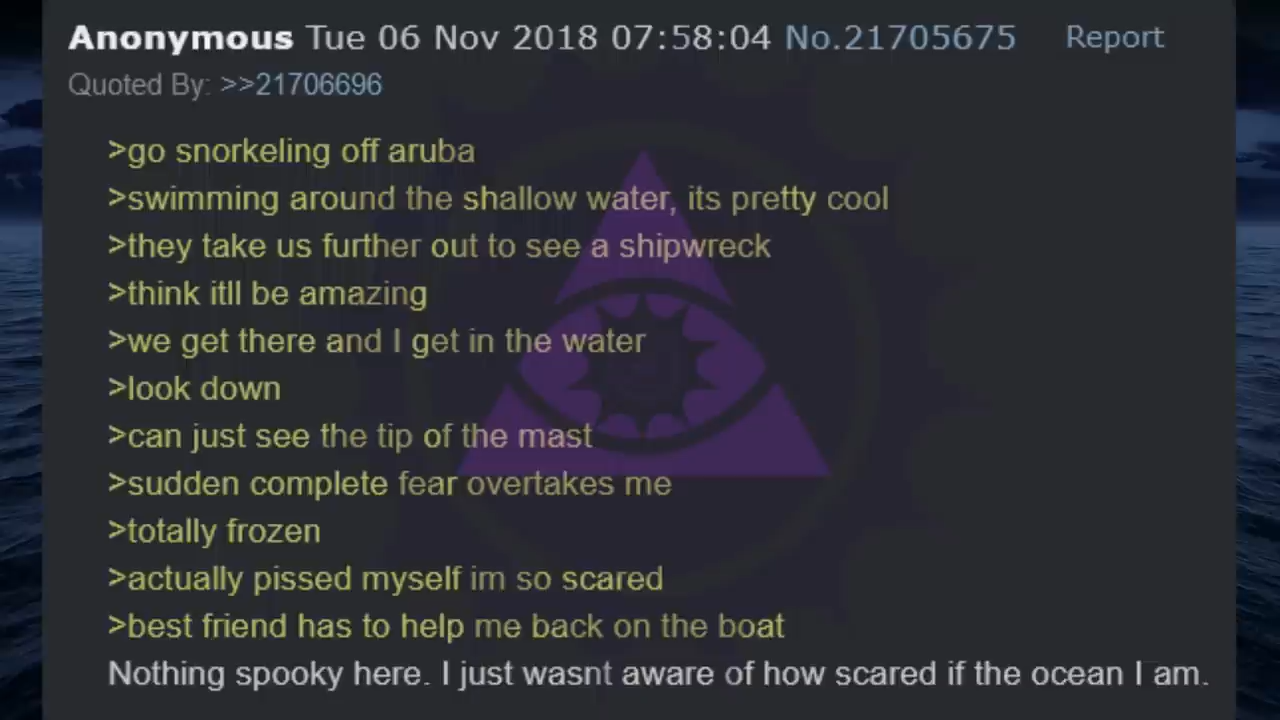 Anonymous Tue 06 Nov 2018 07:58:04 No.21705675 Report
Quoted By: >>21706696
>go snorkeling off aruba
>swimming around the shallow water, its pretty cool
>they take us further out to see a shipwreck
>think itll be amazing
>we get there and I get in the water
>look down
>can just see the tip of the mast
>sudden complete fear overtakes me
>totally frozen
>actually pissed myself im so scared
>best friend has to help me back on the boat
Nothing spooky here. I just wasnt aware of how scared if the ocean I am.